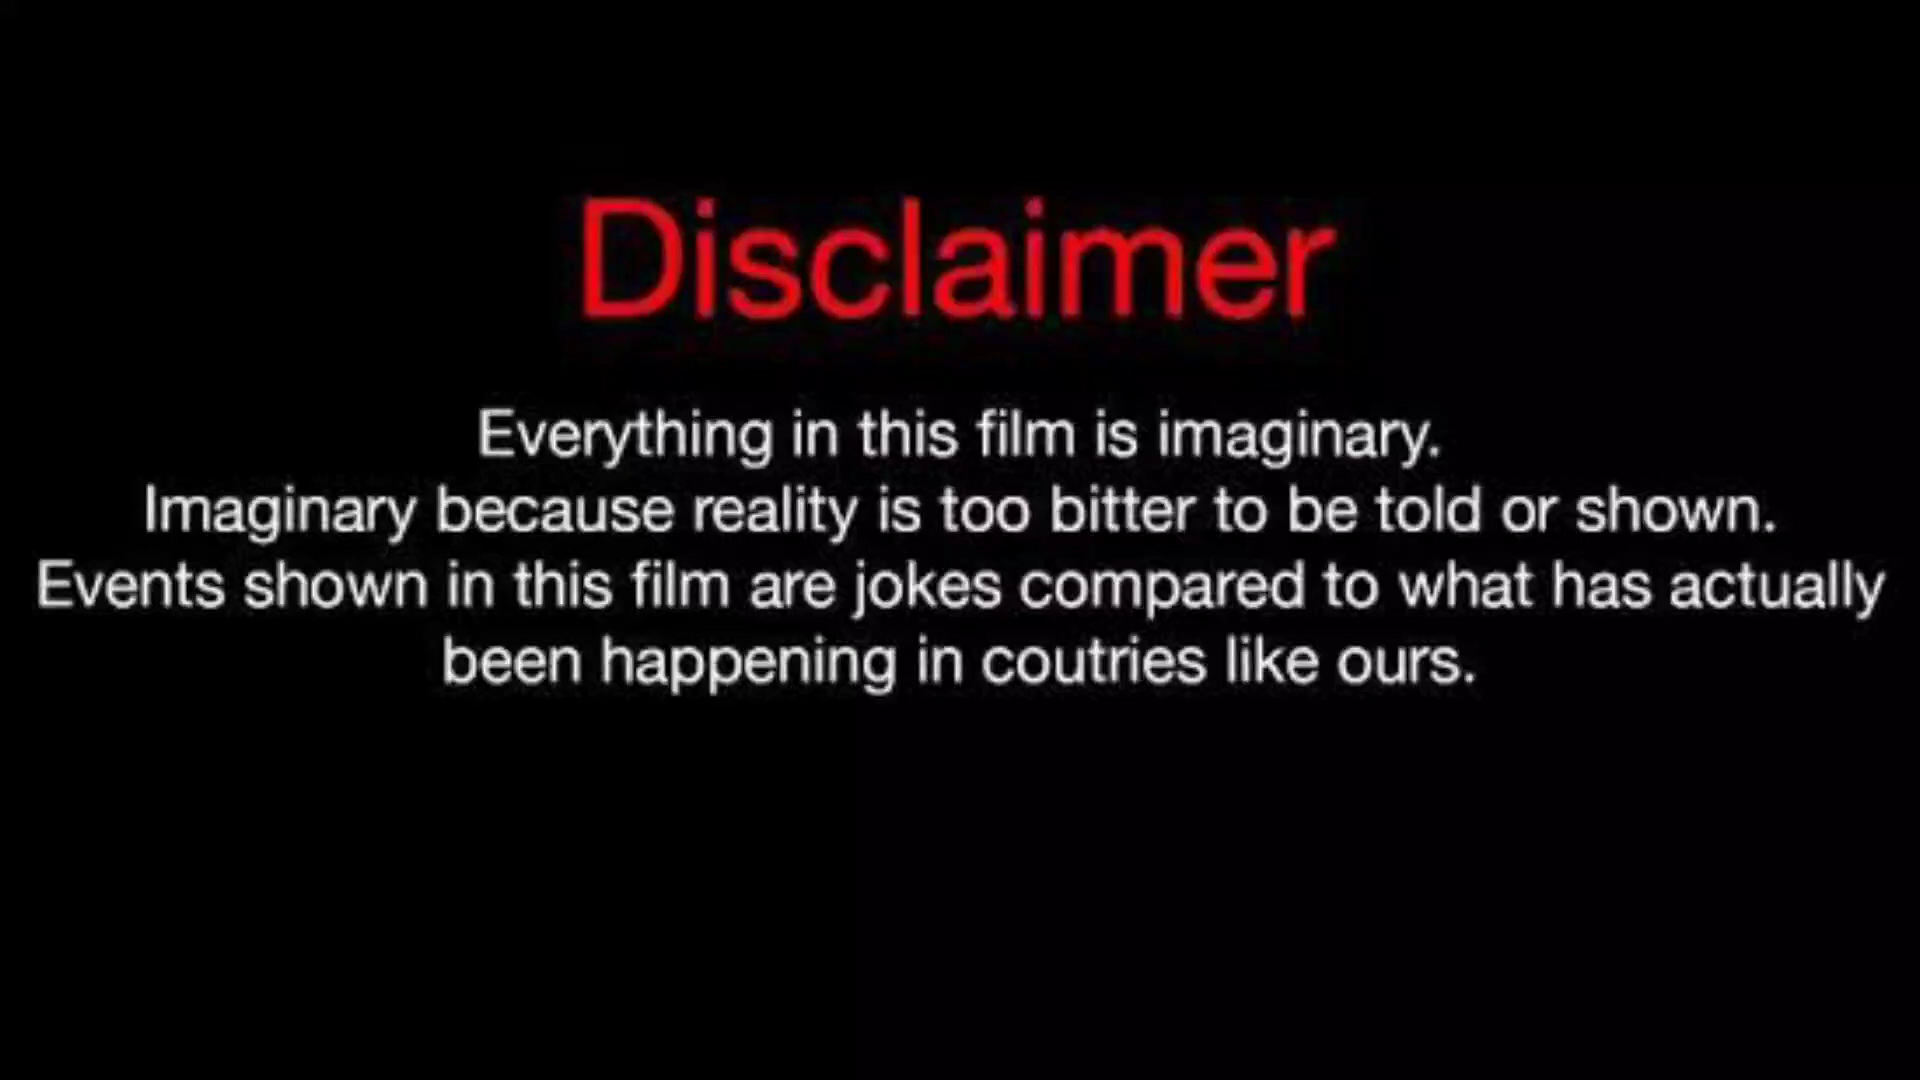 Disclaimer
Everything in this film is imaginary.
Imaginary because reality is too bitter to be told or shown.
Events shown in this film are jokes compared to what has actually
been happening in coutries like ours.